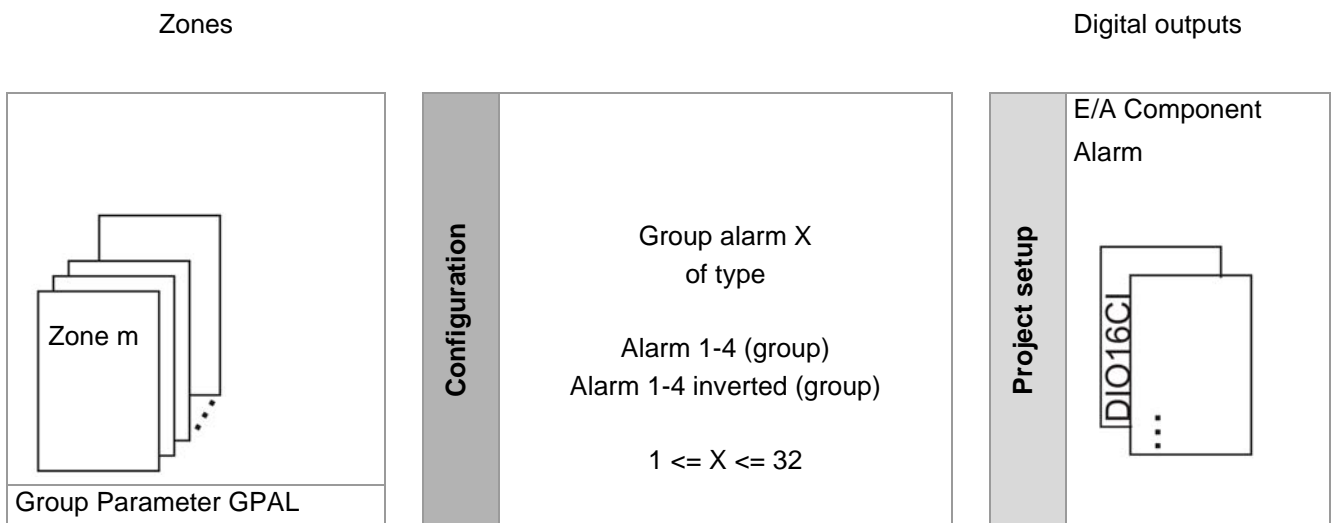 Zones
Digital outputs
Zone m
Group Parameter GPAL
Configuration
Group alarm X
of type
Alarm 1-4 (group)
Alarm 1-4 inverted (group)
1 <= X <= 32
Project setup
E/A Component
Alarm
DIO16CI